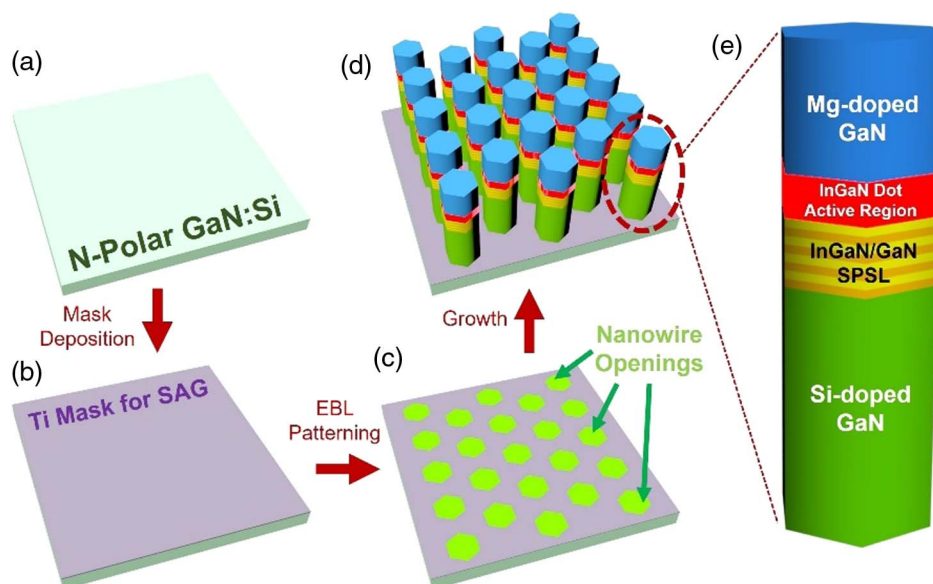 (a)
N-Polar GaN:Si
Mask
Deposition
(b)
Ti Mask for SAG
EBL
Patterning
(c)
Nanowire
Openings
Growth
(d)
(e)
Mg-doped
GaN
InGaN Dot
Active Region
InGaN/GaN
SPSL
Si-doped
GaN